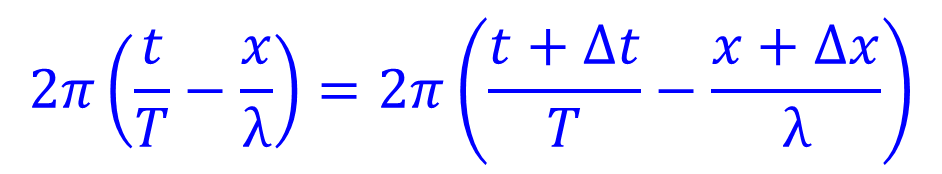 2π(t/T − x/λ) = 2π((t + Δt)/T − (x + Δx)/λ)